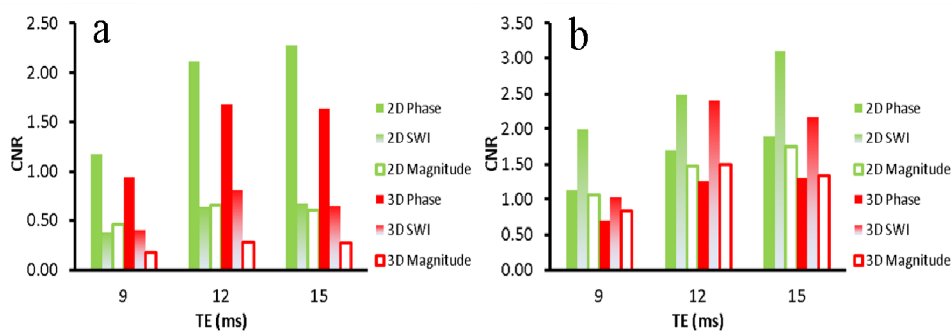 a
2.50
2.00
1.50
1.00
0.50
0.00
CNR
9
12
15
TE (ms)
2D Phase
2D SWI
2D Magnitude
3D Phase
3D SWI
3D Magnitude
b
3.50
3.00
2.50
2.00
1.50
1.00
0.50
0.00
CNR
9
12
15
TE (ms)
2D Phase
2D SWI
2D Magnitude
3D Phase
3D SWI
3D Magnitude